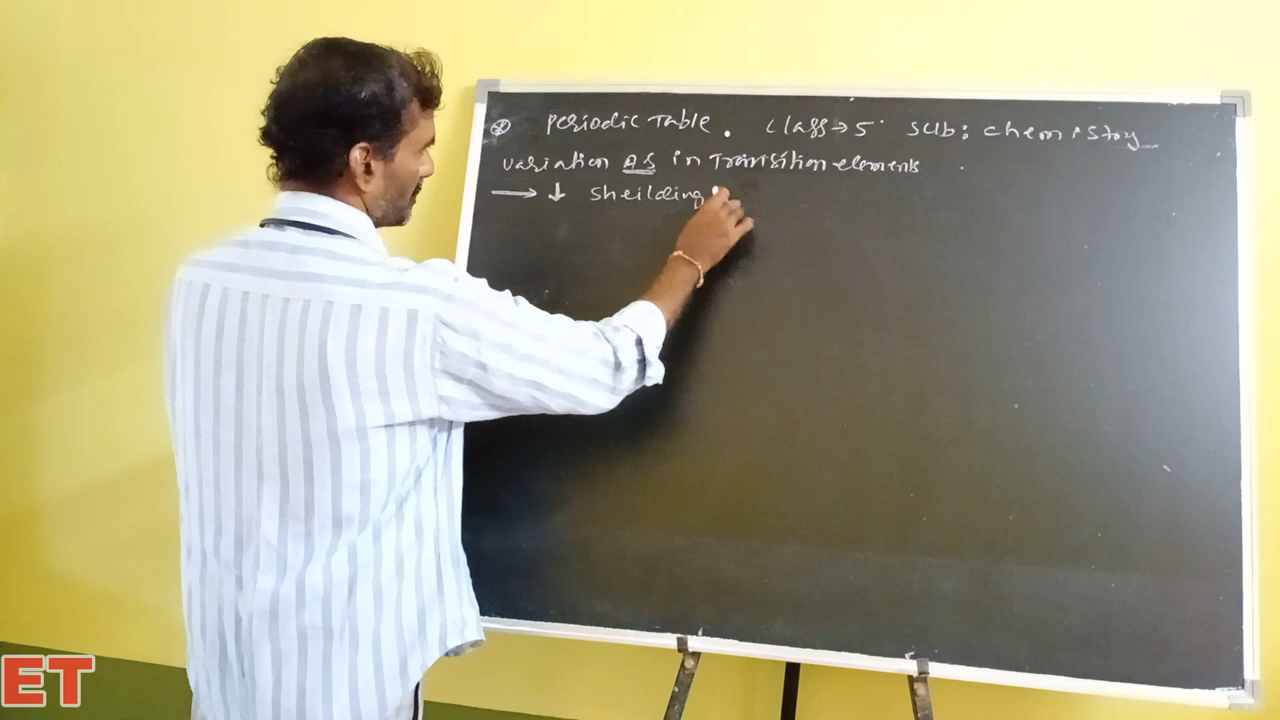 Periodic Table. Class → 5. Sub: chemistry
variation AS in Transition elements
→ ↓ sheilding
ET